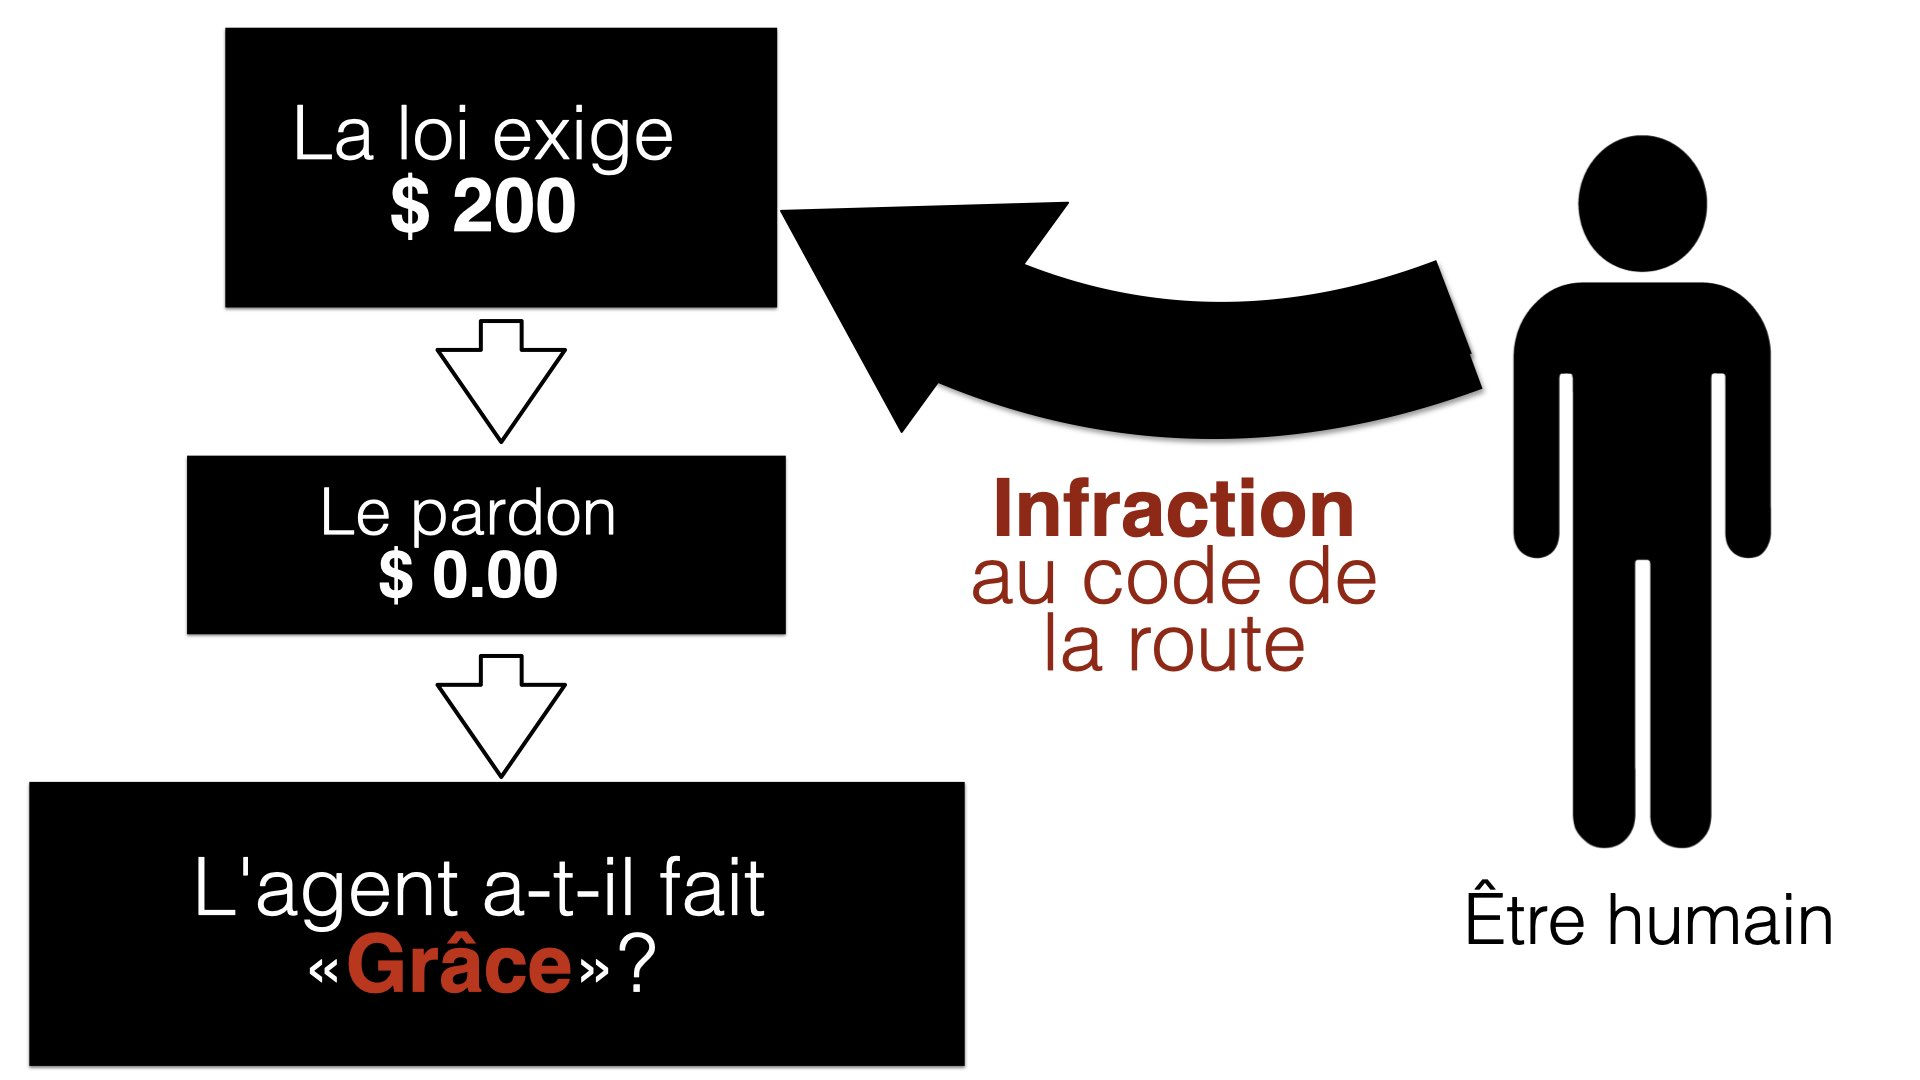 La loi exige
$ 200
Le pardon
$ 0.00
L'agent a-t-il fait
«Grâce»?
Infraction
au code de
la route
Être humain